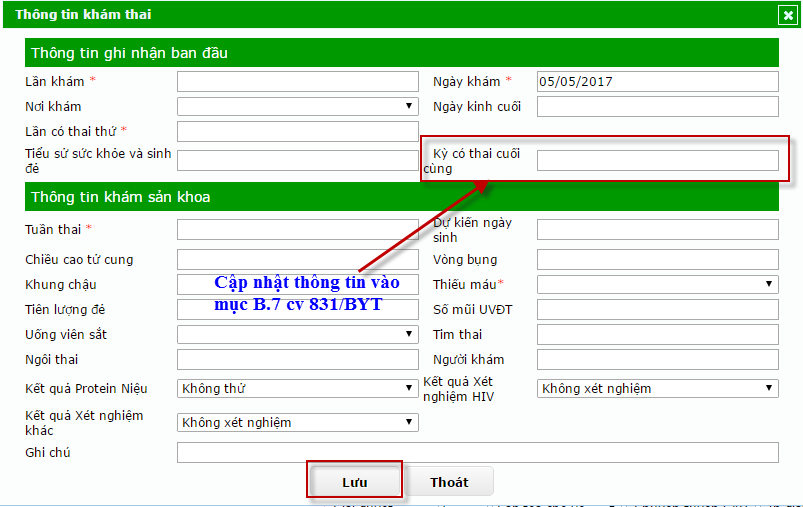 Thông tin khám thai
Thông tin ghi nhận ban đầu
Lần khám *
Ngày khám * 05/05/2017
Nơi khám
Ngày kinh cuối
Lần có thai thứ *
Tiểu sử sức khỏe và sinh
đẻ
Kỳ có thai cuối
cùng
Thông tin khám sản khoa
Tuần thai *
Dự kiến ngày
sinh
Chiều cao tử cung
Vòng bụng
Khung chậu
Thiếu máu*
Cập nhật thông tin vào
mục B.7 cv 831/BYT
Tiên lượng đẻ
Số mũi UVĐT
Uống viên sắt
Tim thai
Ngôi thai
Người khám
Kết quả Protein Niệu Không thử
Kết quả Xét
nghiệm HIV
Không xét nghiệm
Kết quả Xét nghiệm
khác
Không xét nghiệm
Ghi chú
Lưu Thoát